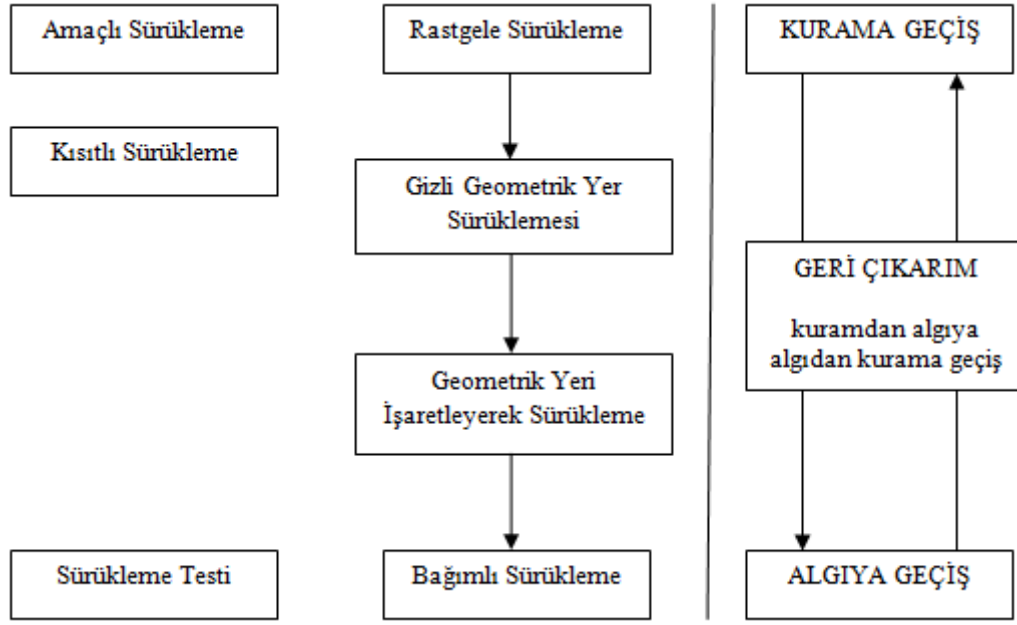 Amaçlı Sürükleme
Rastgele Sürükleme
KURAMA GEÇİŞ
Kısıtlı Sürükleme
Gizli Geometrik Yer
Sürüklemesi
GERİ ÇIKARIM
kuramdan algıya
algıdan kurama geçiş
Geometrik Yeri
İşaretleyerek Sürükleme
Sürükleme Testi
Bağımlı Sürükleme
ALGIYA GEÇİŞ